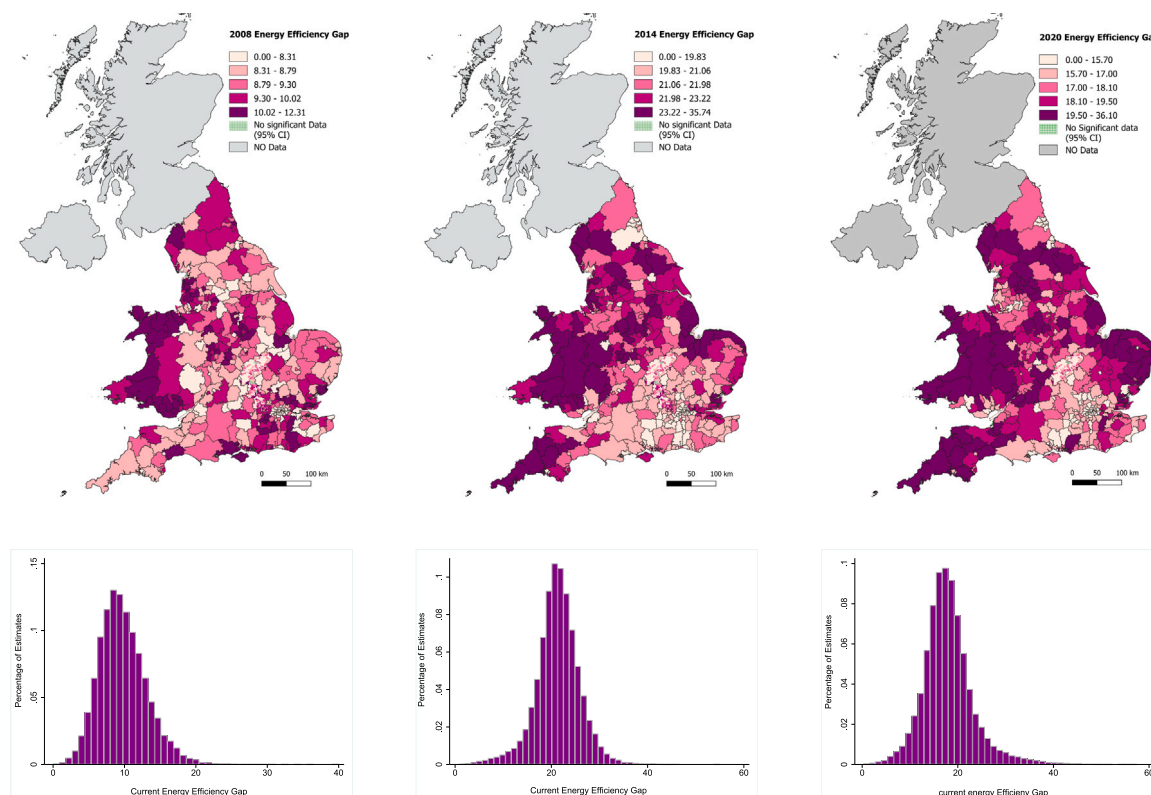 2008 Energy Efficiency Gap
0.00 - 8.31
8.31 - 8.79
8.79 - 9.30
9.30 - 10.02
10.02 - 12.31
No significant Data
(95% CI)
NO Data
0 50 100 km
2014 Energy Efficiency Gap
0.00 - 19.83
19.83 - 21.06
21.06 - 21.98
21.98 - 23.22
23.22 - 35.74
No significant Data
(95% CI)
NO Data
0 50 100 km
2020 Energy Efficiency Ga
0.00 - 15.70
15.70 - 17.00
17.00 - 18.10
18.10 - 19.50
19.50 - 36.10
No Significant data
(95% CI)
NO Data
0 50 100 km
Percentage of Estimates
.15
.1
.05
0
0 10 20 30 40
Current Energy Efficiency Gap
Percentage of Estimates
.1
.08
.06
.04
.02
0
0 20 40 60
Current Energy Efficiency Gap
Percentage of Estimates
.1
.08
.06
.04
.02
0
0 20 40 60
current Energy Efficiency Gap